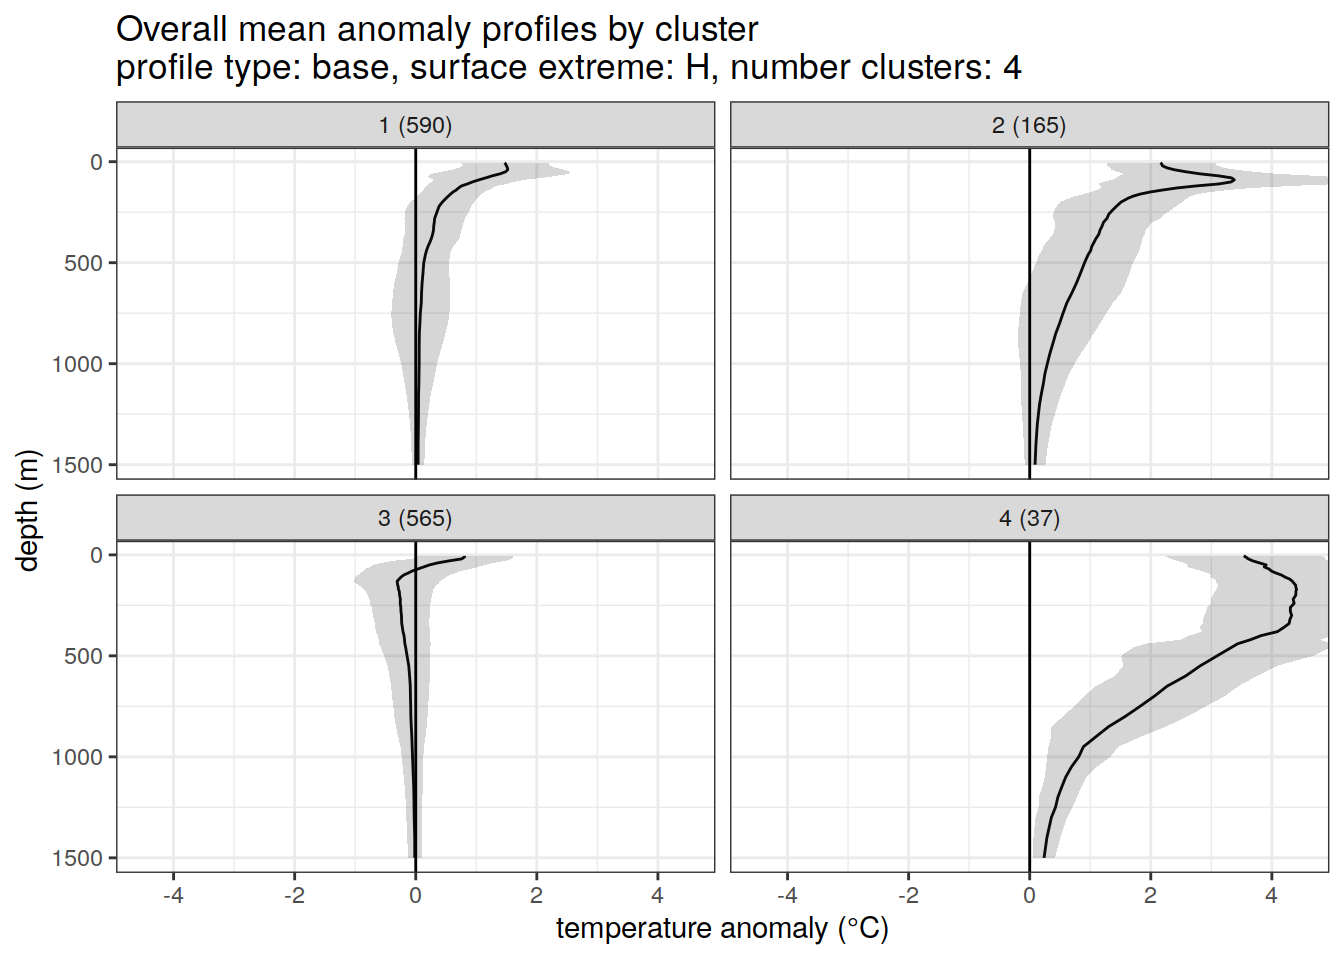 Overall mean anomaly profiles by cluster
profile type: base, surface extreme: H, number clusters: 4
1 (590)
2 (165)
0
500
1000
1500
depth (m)
3 (565)
4 (37)
0
500
1000
1500
-4 -2 0 2 4
-4 -2 0 2 4
temperature anomaly (°C)